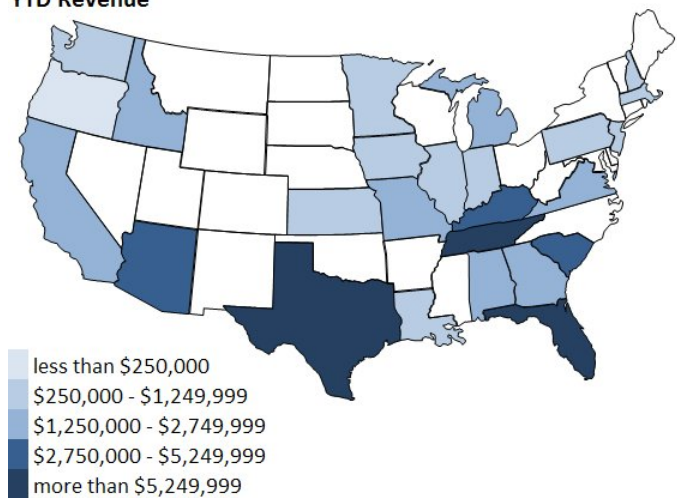 YTD Revenue
less than $250,000
$250,000 - $1,249,999
$1,250,000 - $2,749,999
$2,750,000 - $5,249,999
more than $5,249,999